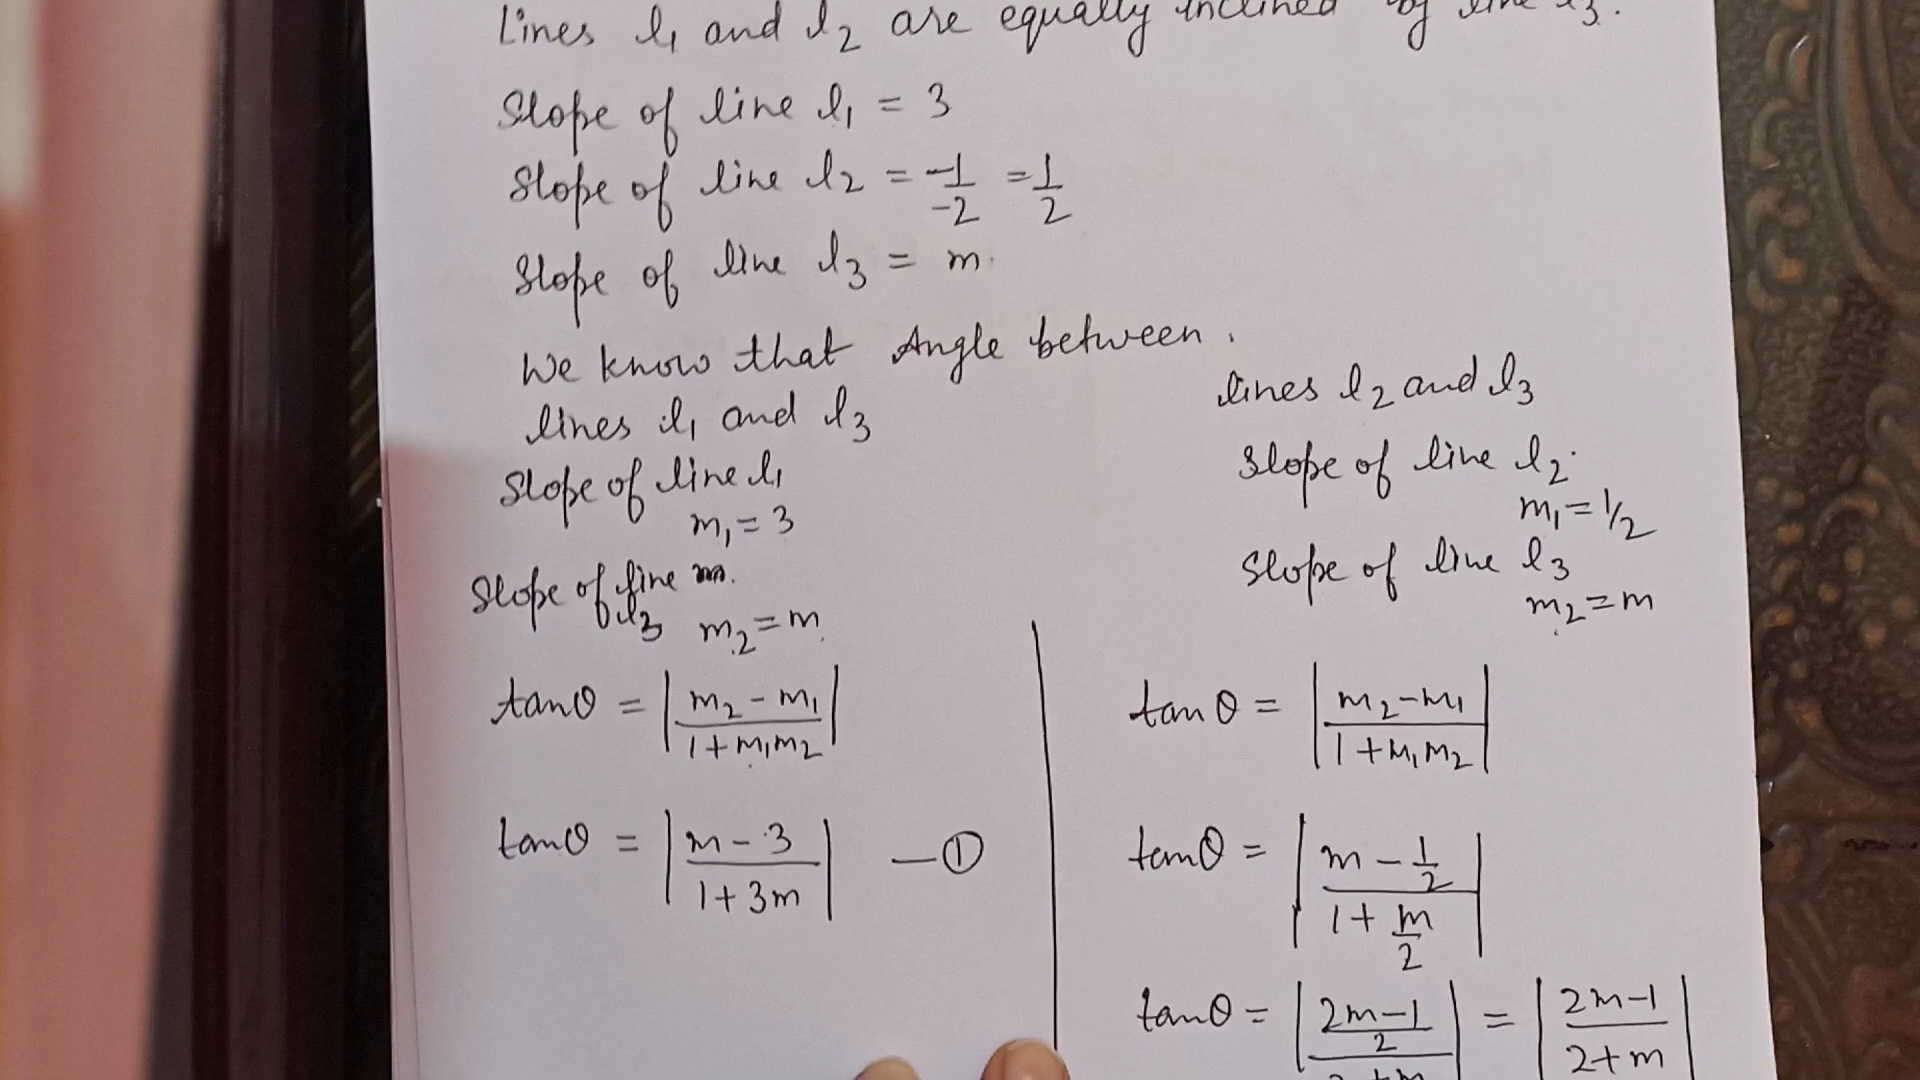 Lines l₁ and l₂ are equally inclined by line l₃.
Slope of line l₁ = 3
Slope of line l₂ = -1/-2 = 1/2
Slope of line l₃ = m.
We know that Angle between.
lines l₁ and l₃
Slope of line l₁
m₁ = 3
Slope of line m.
l₃ m₂ = m
tanθ = |m₂ - m₁ / 1 + m₁m₂|
tanθ = |m - 3 / 1 + 3m| — ①
lines l₂ and l₃
Slope of line l₂.
m₁ = 1/2
Slope of line l₃
m₂ = m
tanθ = |m₂ - m₁ / 1 + m₁m₂|
tanθ = |m - 1/2 / 1 + m/2|
tanθ = |2m - 1/2 / 2 + m| = |2m - 1 / 2 + m|